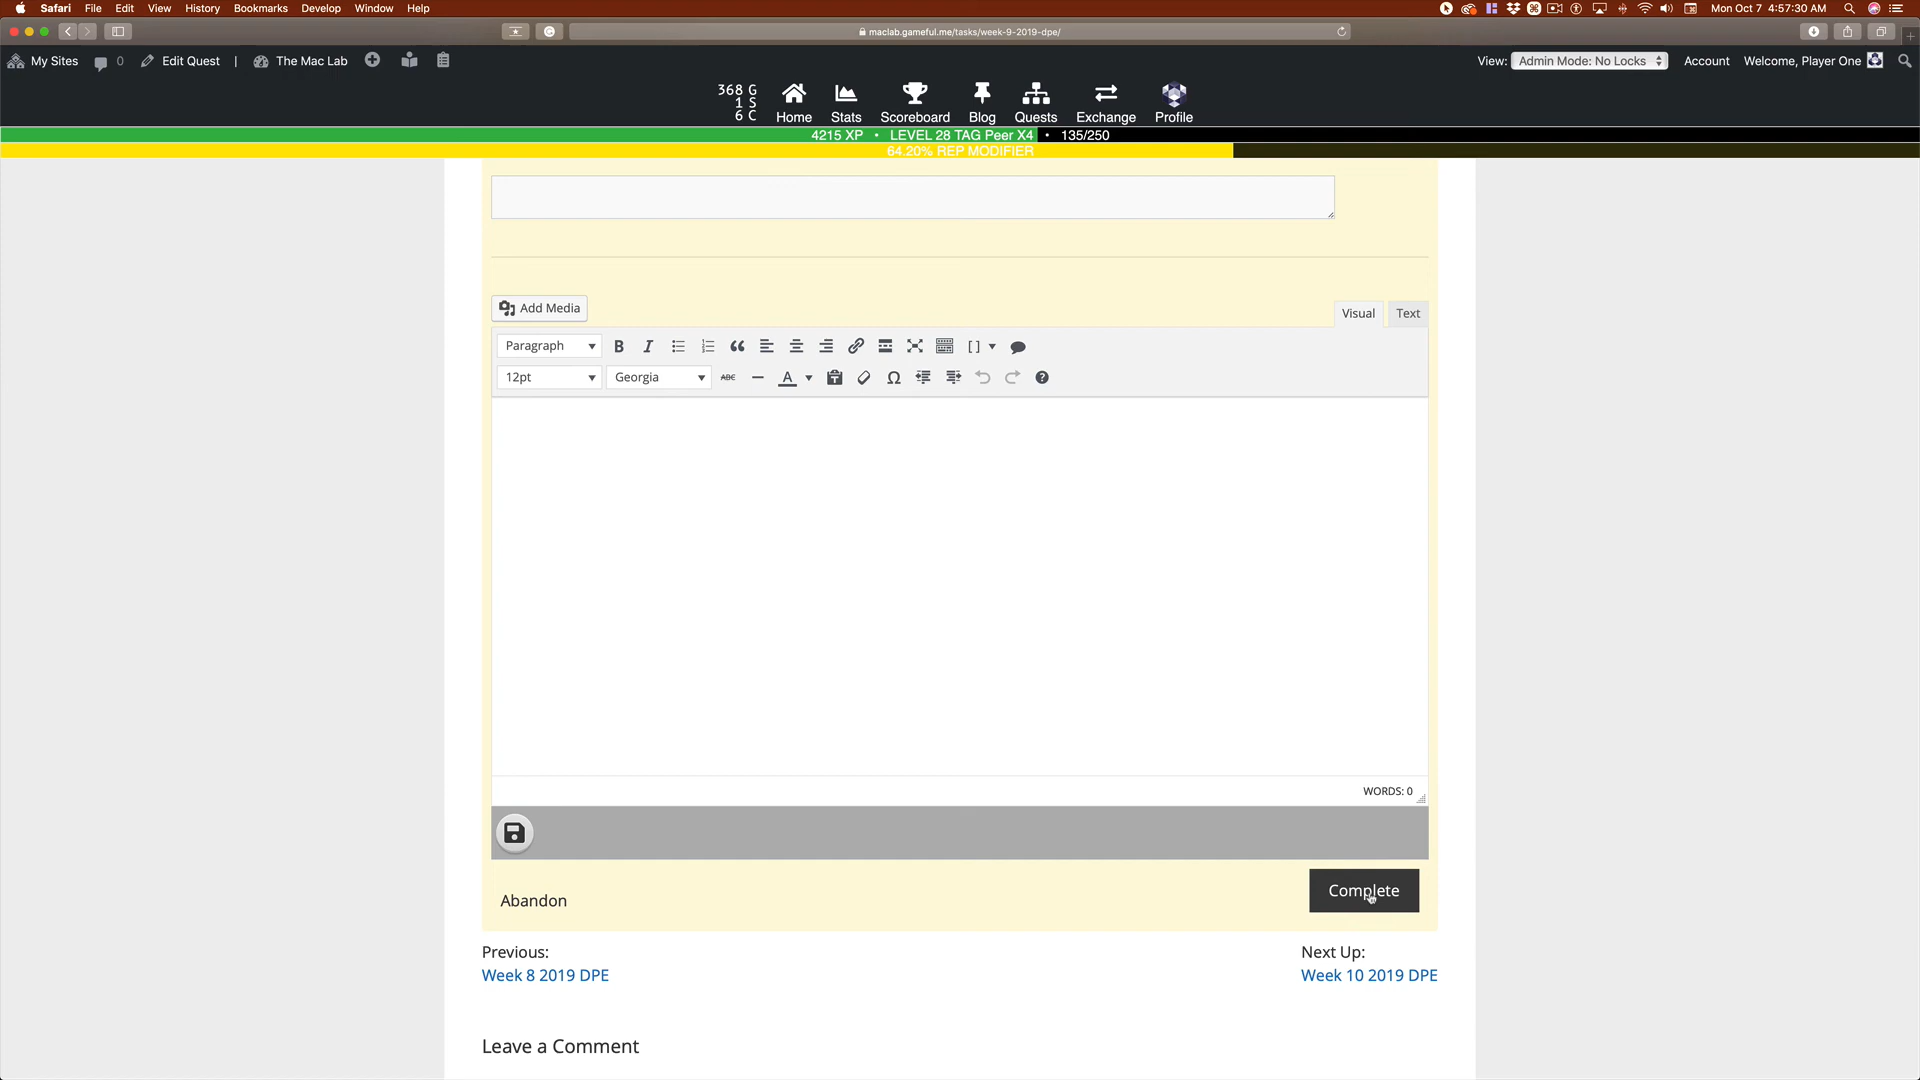 Safari File Edit View History Bookmarks Develop Window Help Mon Oct 7 4:57:30 AM
maclab.gameful.me/tasks/week-9-2019-dpe/
My Sites 0 Edit Quest | The Mac Lab View: Admin Mode: No Locks Account Welcome, Player One
368 G
1 S
6 C
Home Stats Scoreboard Blog Quests Exchange Profile
4215 XP • LEVEL 28 TAG Peer X4 • 135/250
64.20% REP MODIFIER
Add Media Visual Text
Paragraph B I
12pt Georgia ABC A Ω
WORDS: 0
Abandon Complete
Previous: Next Up:
Week 8 2019 DPE Week 10 2019 DPE
Leave a Comment